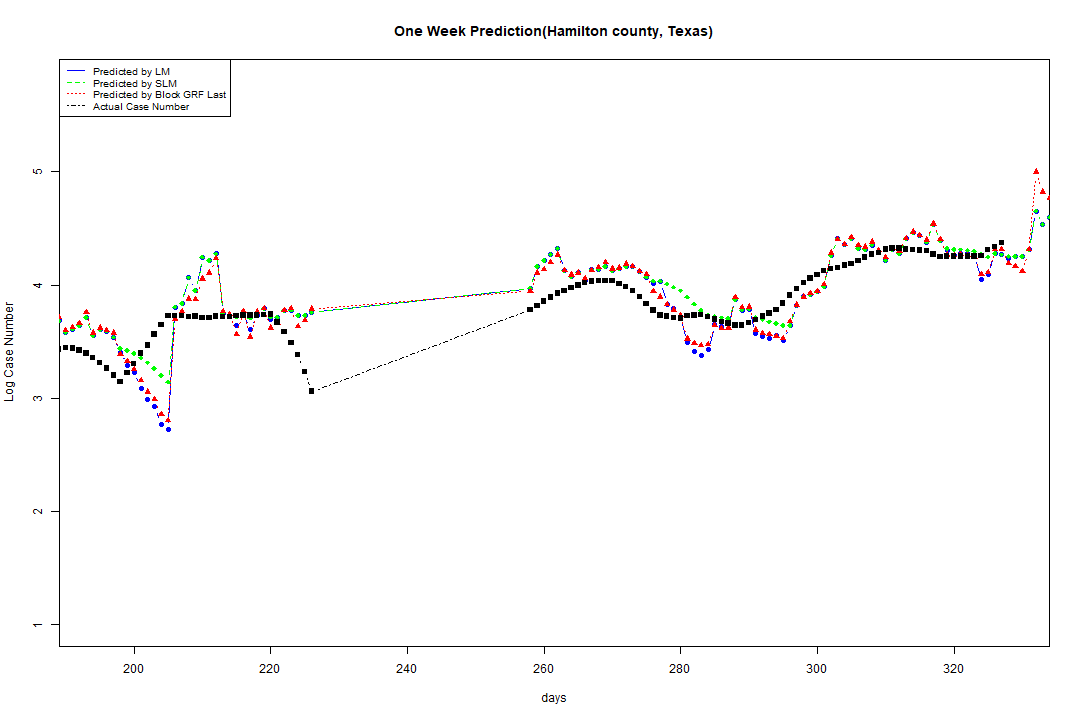 One Week Prediction(Hamilton county, Texas)
Predicted by LM
Predicted by SLM
Predicted by Block GRF Last
Actual Case Number
5
4
3
2
1
Log Case Number
200 220 240 260 280 300 320
days